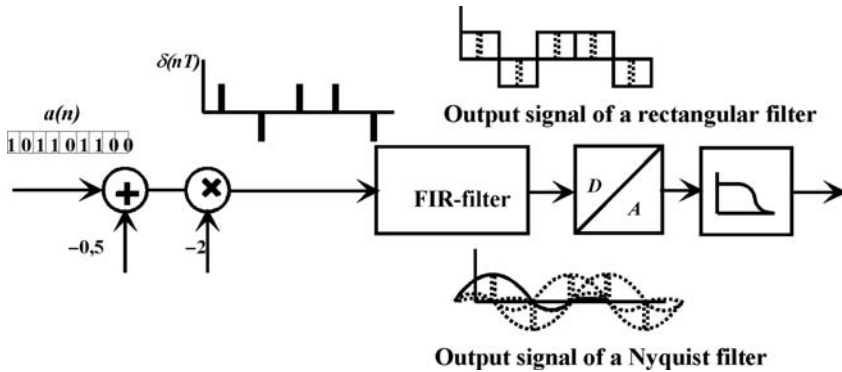 δ(nT)
Output signal of a rectangular filter
a(n)
1 0 1 1 0 1 1 0 0
+
×
FIR-filter
D
A
−0,5
−2
Output signal of a Nyquist filter